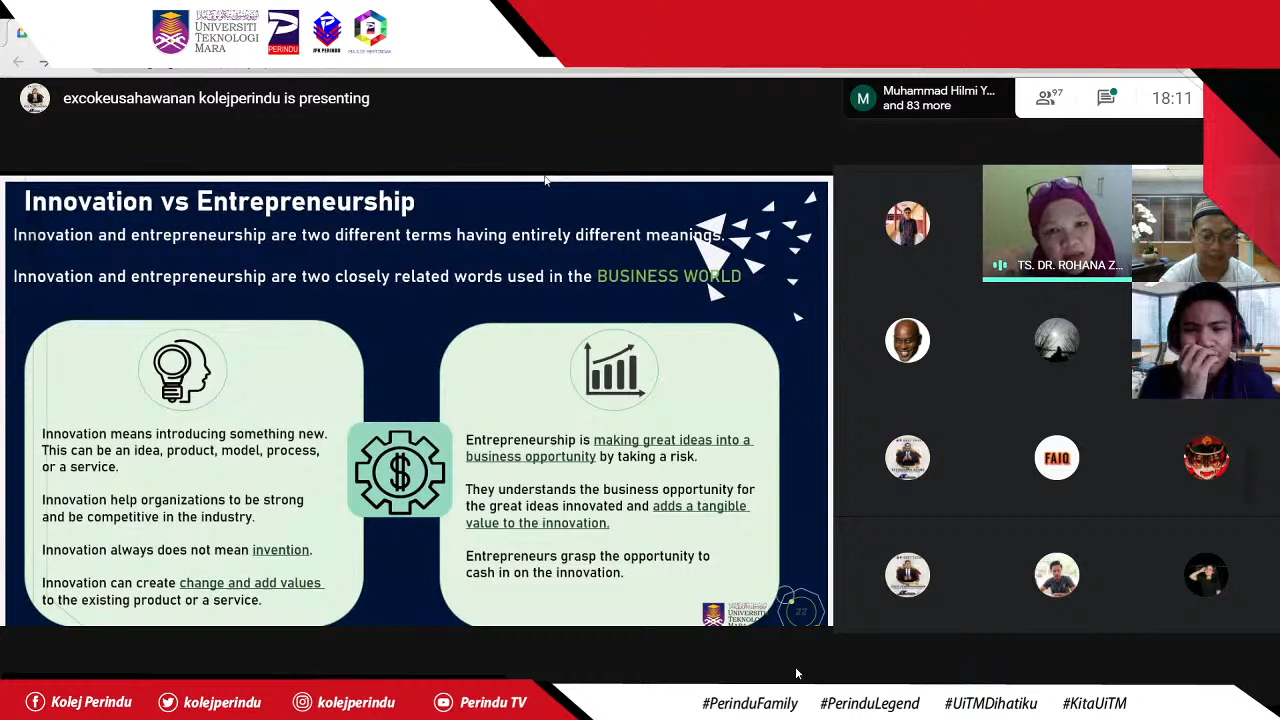 UNIVERSITI
TEKNOLOGI
MARA
PERINDU
JPK PERINDU
excokeusahawanan kolejperindu is presenting
M
Muhammad Hilmi Y...
and 83 more
97
18:11
Innovation vs Entrepreneurship
Innovation and entrepreneurship are two different terms having entirely different meanings.
Innovation and entrepreneurship are two closely related words used in the BUSINESS WORLD
Innovation means introducing something new.
This can be an idea, product, model, process,
or a service.
Innovation help organizations to be strong
and be competitive in the industry.
Innovation always does not mean invention.
Innovation can create change and add values
to the existing product or a service.
$
Entrepreneurship is making great ideas into a
business opportunity by taking a risk.
They understands the business opportunity for
the great ideas innovated and adds a tangible
value to the innovation.
Entrepreneurs grasp the opportunity to
cash in on the innovation.
UNIVERSITI
TEKNOLOGI
22
TS. DR. ROHANA Z...
FAIQ
Kolej Perindu
kolejperindu
kolejperindu
Perindu TV
#PerinduFamily
#PerinduLegend
#UiTMDihatiku
#KitaUiTM